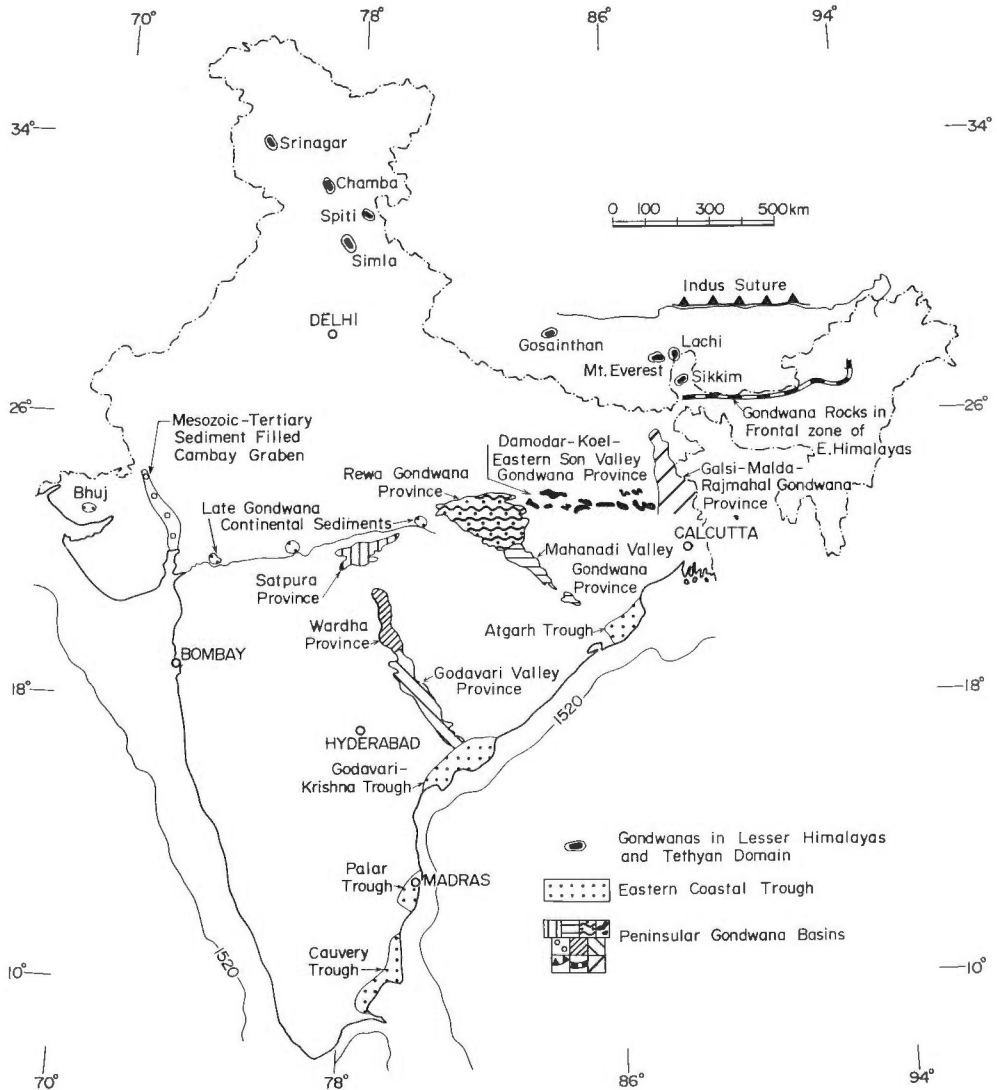 70°
78°
86°
94°
34°
34°
Srinagar
Chamba
Spiti
Simla
0 100 300 500km
Indus Suture
DELHI
Gosainthan
Lachi
Mt. Everest
Sikkim
26°
26°
Gondwana Rocks in
Frontal zone of
E. Himalayas
Mesozoic-Tertiary
Sediment Filled
Cambay Graben
Damodar-Koel-
Eastern Son Valley
Gondwana Province
Rewa Gondwana
Province
Galsi-Malda-
Rajmahal Gondwana
Province
Bhuj
Late Gondwana
Continental Sediments
CALCUTTA
Mahanadi Valley
Gondwana
Province
Satpura
Province
Wardha
Province
Atgarh Trough
BOMBAY
Godavari Valley
Province
18°
18°
1520
HYDERABAD
Godavari-
Krishna Trough
Gondwanas in Lesser Himalayas
and Tethyan Domain
Palar
Trough
MADRAS
Eastern Coastal Trough
Peninsular Gondwana Basins
1520
Cauvery
Trough
10°
10°
70°
78°
86°
94°